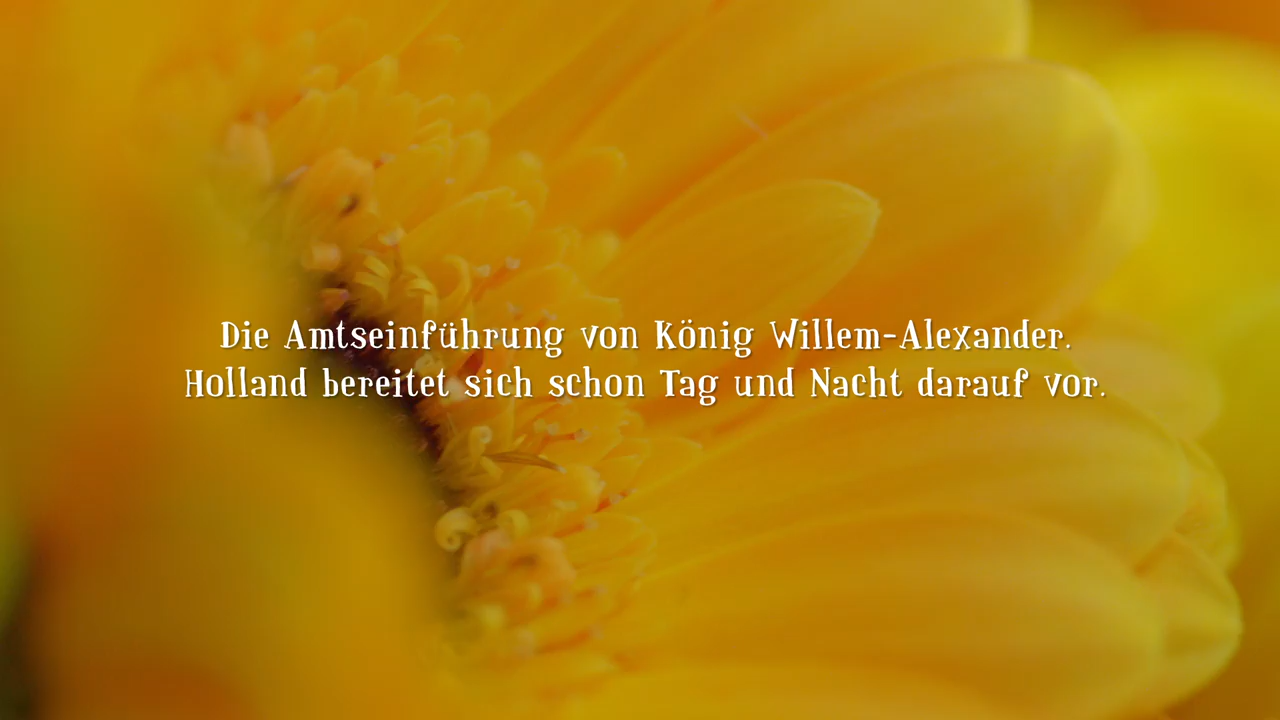 Die Amtseinführung von König Willem-Alexander.
Holland bereitet sich schon Tag und Nacht darauf vor.